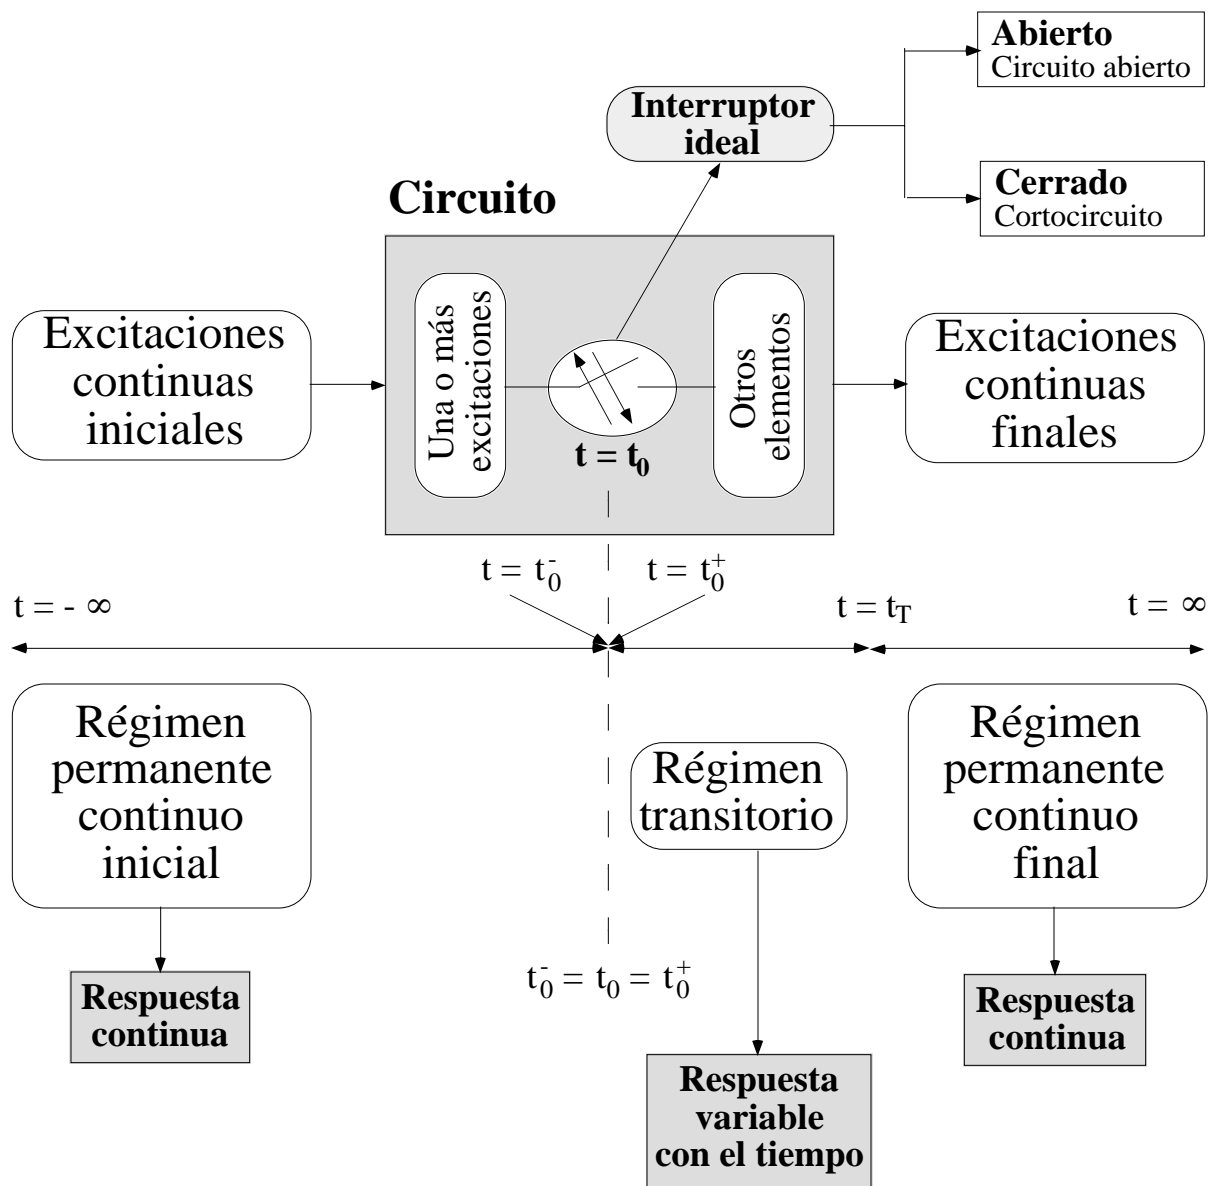 Abierto
Circuito abierto
Interruptor
ideal
Cerrado
Cortocircuito
Circuito
Excitaciones
continuas
iniciales
Una o más
excitaciones
t = t₀
Otros
elementos
Excitaciones
continuas
finales
t = t₀⁻
t = t₀⁺
t = - ∞
t = t_T
t = ∞
Régimen
permanente
continuo
inicial
Régimen
transitorio
Régimen
permanente
continuo
final
Respuesta
continua
t₀⁻ = t₀ = t₀⁺
Respuesta
continua
Respuesta
variable
con el tiempo